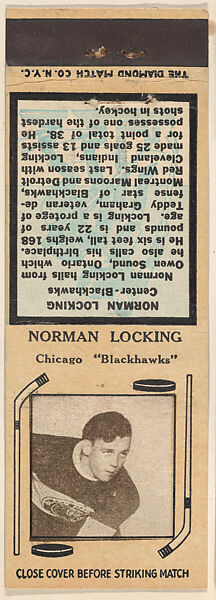 THE DIAMOND MATCH CO. N.Y.C.
NORMAN LOCKING
Center-Blackhawks
Norman Locking hails from
Owen Sound, Ontario which
he also calls his birthplace.
He is six feet tall, weighs 168
pounds and is 22 years of
age. Locking is a protege of
Teddy Graham, veteran de-
fense star of Blackhawks,
Montreal Maroons and Detroit
Red Wings. Last season with
Cleveland Indians, Locking
made 25 goals and 13 assists
for a point total of 38. He
possesses one of the hardest
shots in hockey.
NORMAN LOCKING
Chicago "Blackhawks"
CLOSE COVER BEFORE STRIKING MATCH